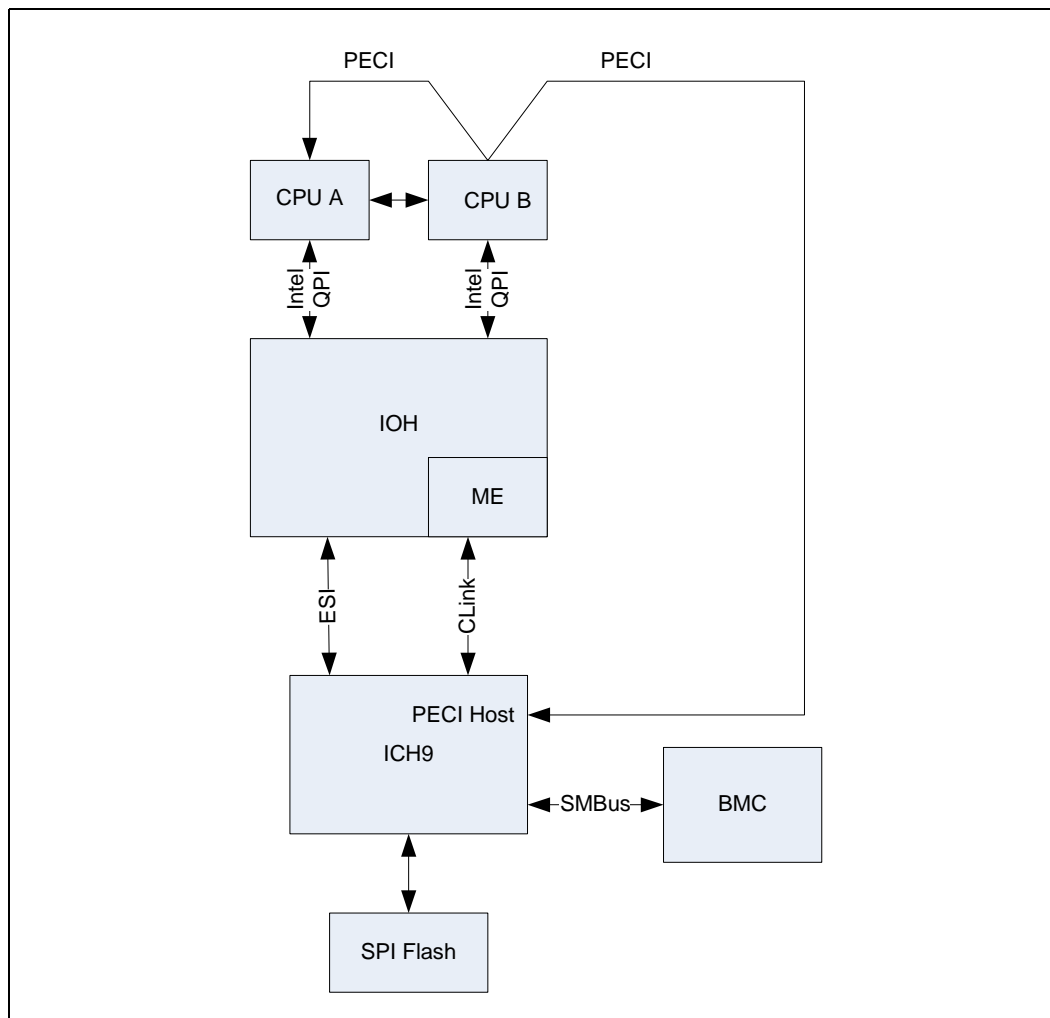 PECI
PECI
CPU A
CPU B
Intel
QPI
Intel
QPI
IOH
ME
ESI
CLink
PECI Host
ICH9
SMBus
BMC
SPI Flash